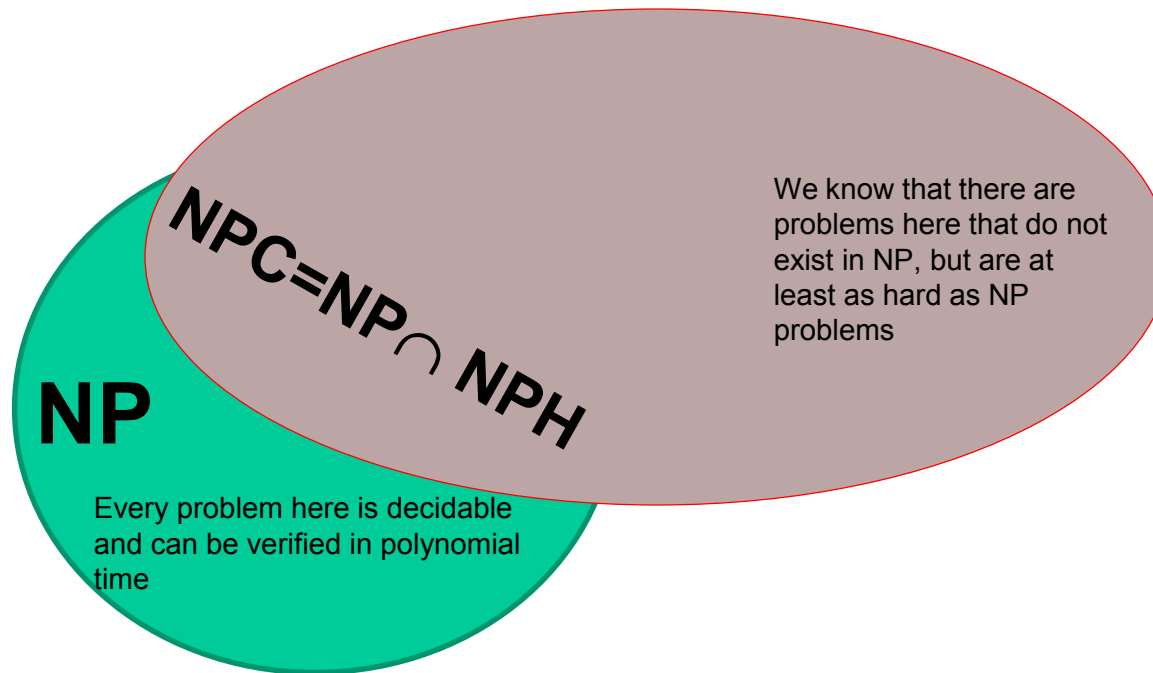 NPC=NP∩ NPH
We know that there are
problems here that do not
exist in NP, but are at
least as hard as NP
problems
NP
Every problem here is decidable
and can be verified in polynomial
time